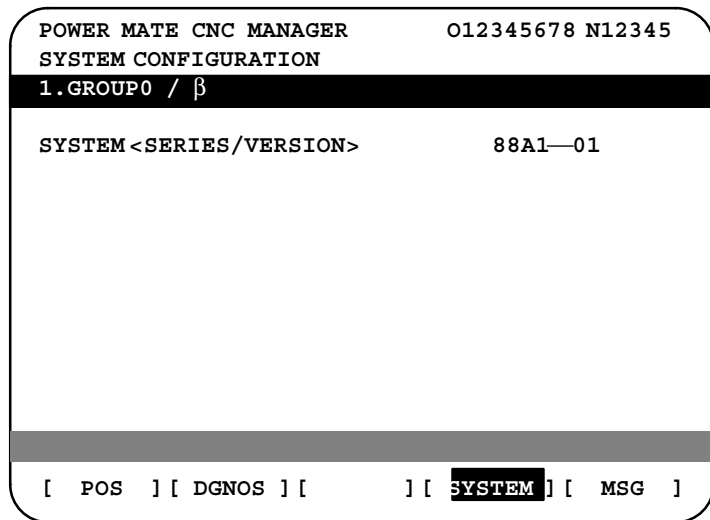 POWER MATE CNC MANAGER O12345678 N12345
SYSTEM CONFIGURATION
1.GROUP0 / β
SYSTEM<SERIES/VERSION> 88A1—01
[ POS ][ DGNOS ][ ][ SYSTEM ][ MSG ]